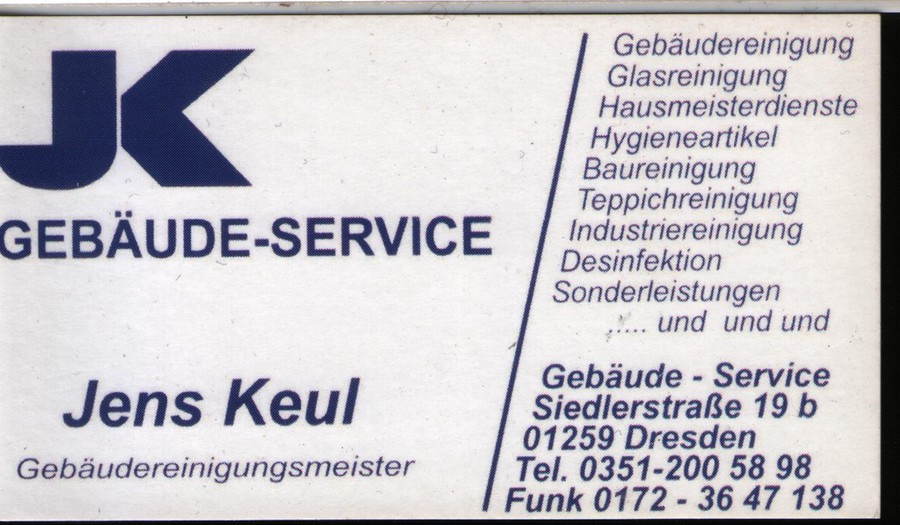 JK
GEBÄUDE-SERVICE
Jens Keul
Gebäudereinigungsmeister
Gebäudereinigung
Glasreinigung
Hausmeisterdienste
Hygieneartikel
Baureinigung
Teppichreinigung
Industriereinigung
Desinfektion
Sonderleistungen
..... und und und
Gebäude - Service
Siedlerstraße 19 b
01259 Dresden
Tel. 0351-200 58 98
Funk 0172 - 36 47 138